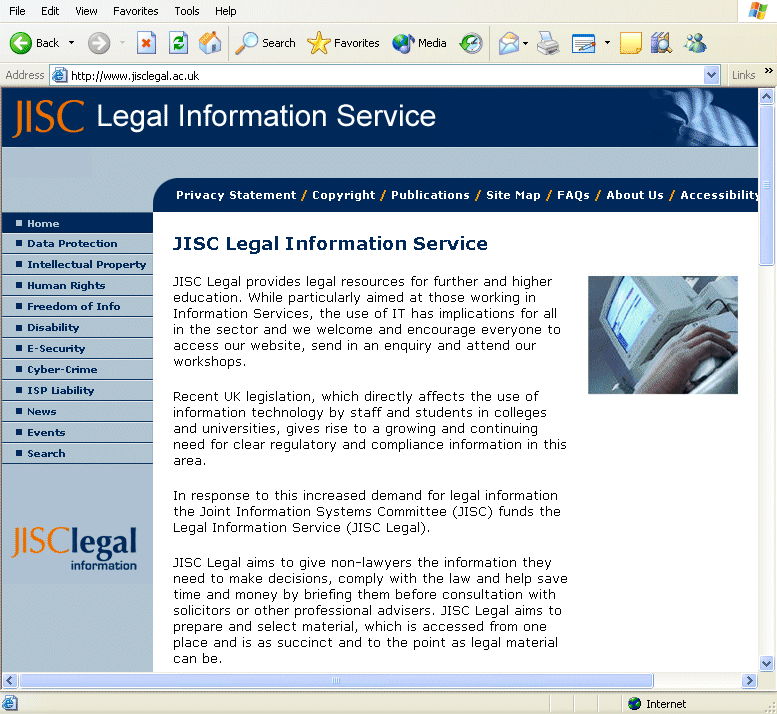 File Edit View Favorites Tools Help
Back Search Favorites Media
Address http://www.jisclegal.ac.uk Links »
JISC Legal Information Service
Privacy Statement / Copyright / Publications / Site Map / FAQs / About Us / Accessibility
Home
Data Protection
Intellectual Property
Human Rights
Freedom of Info
Disability
E-Security
Cyber-Crime
ISP Liability
News
Events
Search
JISClegal
information
JISC Legal Information Service
JISC Legal provides legal resources for further and higher
education. While particularly aimed at those working in
Information Services, the use of IT has implications for all
in the sector and we welcome and encourage everyone to
access our website, send in an enquiry and attend our
workshops.
Recent UK legislation, which directly affects the use of
information technology by staff and students in colleges
and universities, gives rise to a growing and continuing
need for clear regulatory and compliance information in this
area.
In response to this increased demand for legal information
the Joint Information Systems Committee (JISC) funds the
Legal Information Service (JISC Legal).
JISC Legal aims to give non-lawyers the information they
need to make decisions, comply with the law and help save
time and money by briefing them before consultation with
solicitors or other professional advisers. JISC Legal aims to
prepare and select material, which is accessed from one
place and is as succinct and to the point as legal material
can be.
Internet